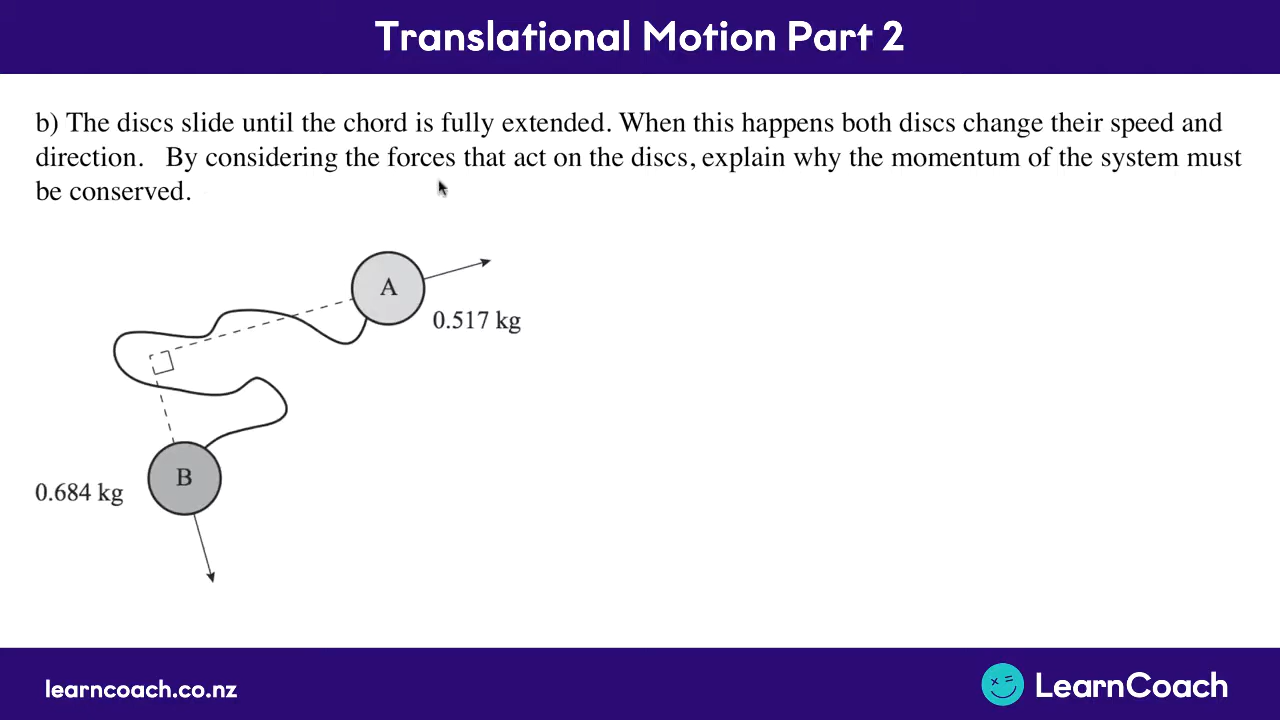 Translational Motion Part 2
b) The discs slide until the chord is fully extended. When this happens both discs change their speed and
direction. By considering the forces that act on the discs, explain why the momentum of the system must
be conserved.
A
0.517 kg
B
0.684 kg
learncoach.co.nz
LearnCoach